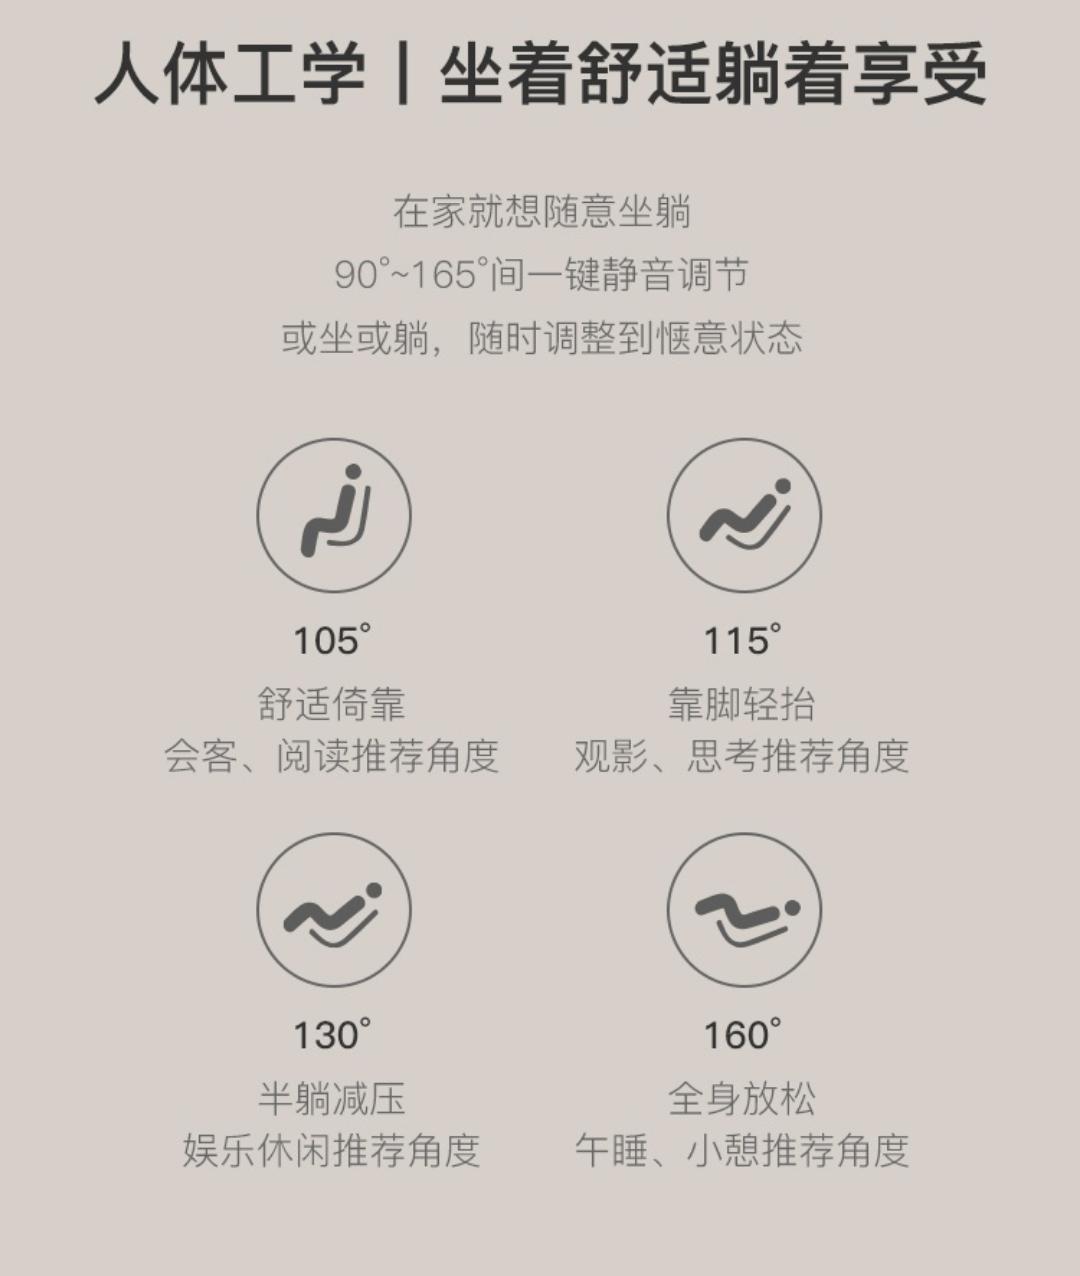 人体工学丨坐着舒适躺着享受
在家就想随意坐躺
90°~165°间一键静音调节
或坐或躺，随时调整到惬意状态
105°
舒适倚靠
会客、阅读推荐角度
115°
靠脚轻抬
观影、思考推荐角度
130°
半躺减压
娱乐休闲推荐角度
160°
全身放松
午睡、小憩推荐角度